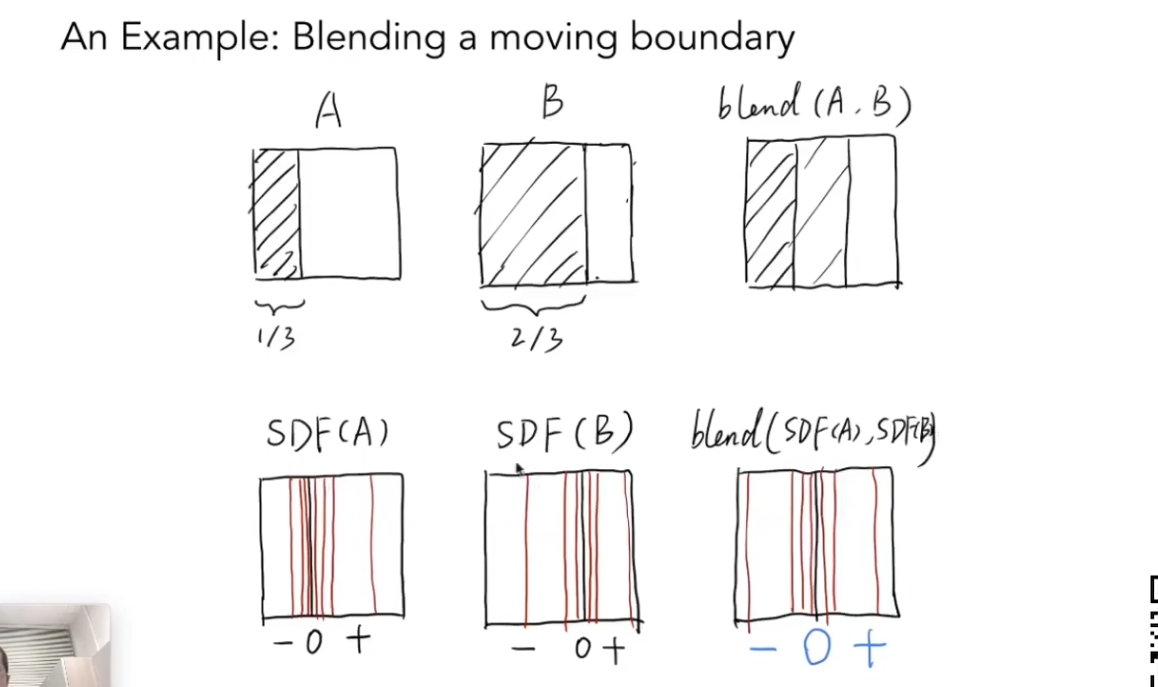 An Example: Blending a moving boundary
A B blend (A, B)
1/3 2/3
SDF(A) SDF(B) blend(SDF(A), SDF(B))
- 0 + - 0 + - 0 +